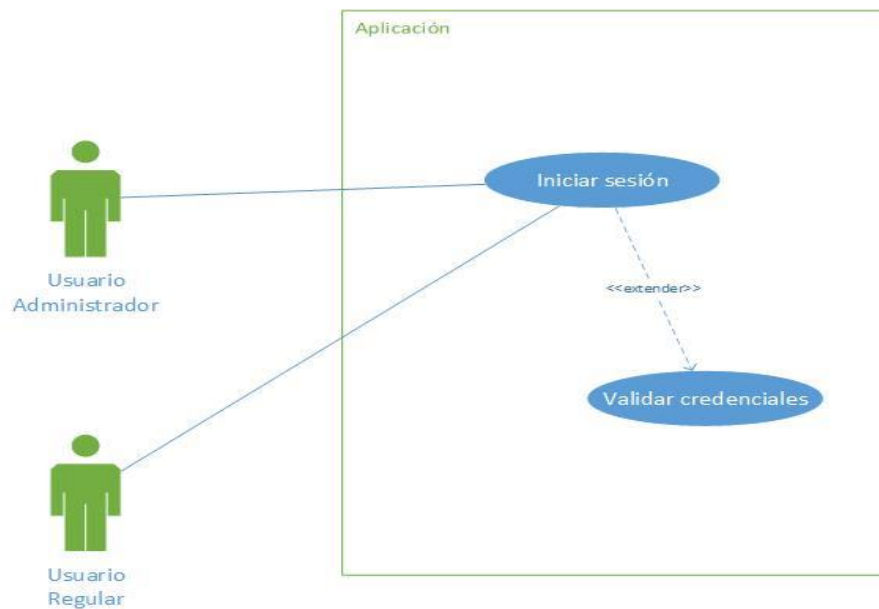 Aplicación
Iniciar sesión
Usuario
Administrador
<<extender>>
Validar credenciales
Usuario
Regular